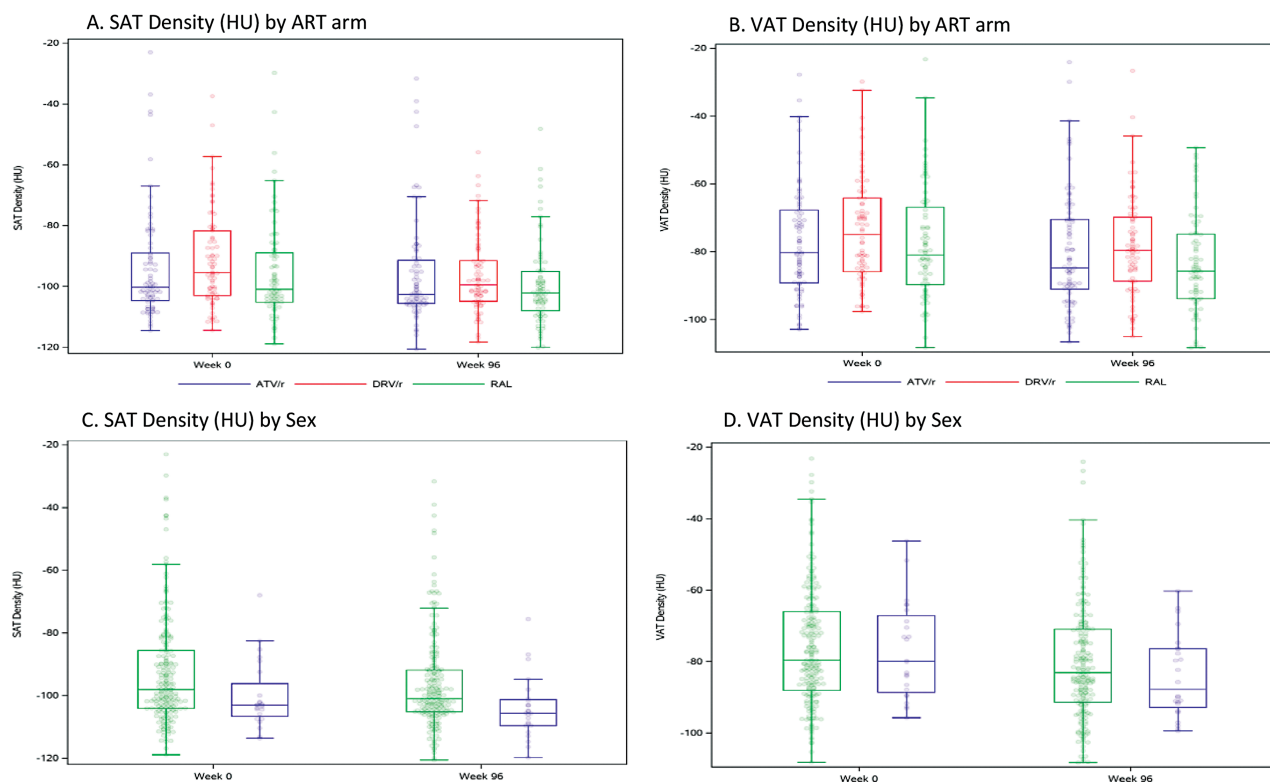 A. SAT Density (HU) by ART arm
SAT Density (HU)
-20
-40
-60
-80
-100
-120
Week 0
Week 96
ATV/r
DRV/r
RAL
B. VAT Density (HU) by ART arm
VAT Density (HU)
-20
-40
-60
-80
-100
Week 0
Week 96
ATV/r
DRV/r
RAL
C. SAT Density (HU) by Sex
SAT Density (HU)
-20
-40
-60
-80
-100
-120
Week 0
Week 96
D. VAT Density (HU) by Sex
VAT Density (HU)
-20
-40
-60
-80
-100
Week 0
Week 96